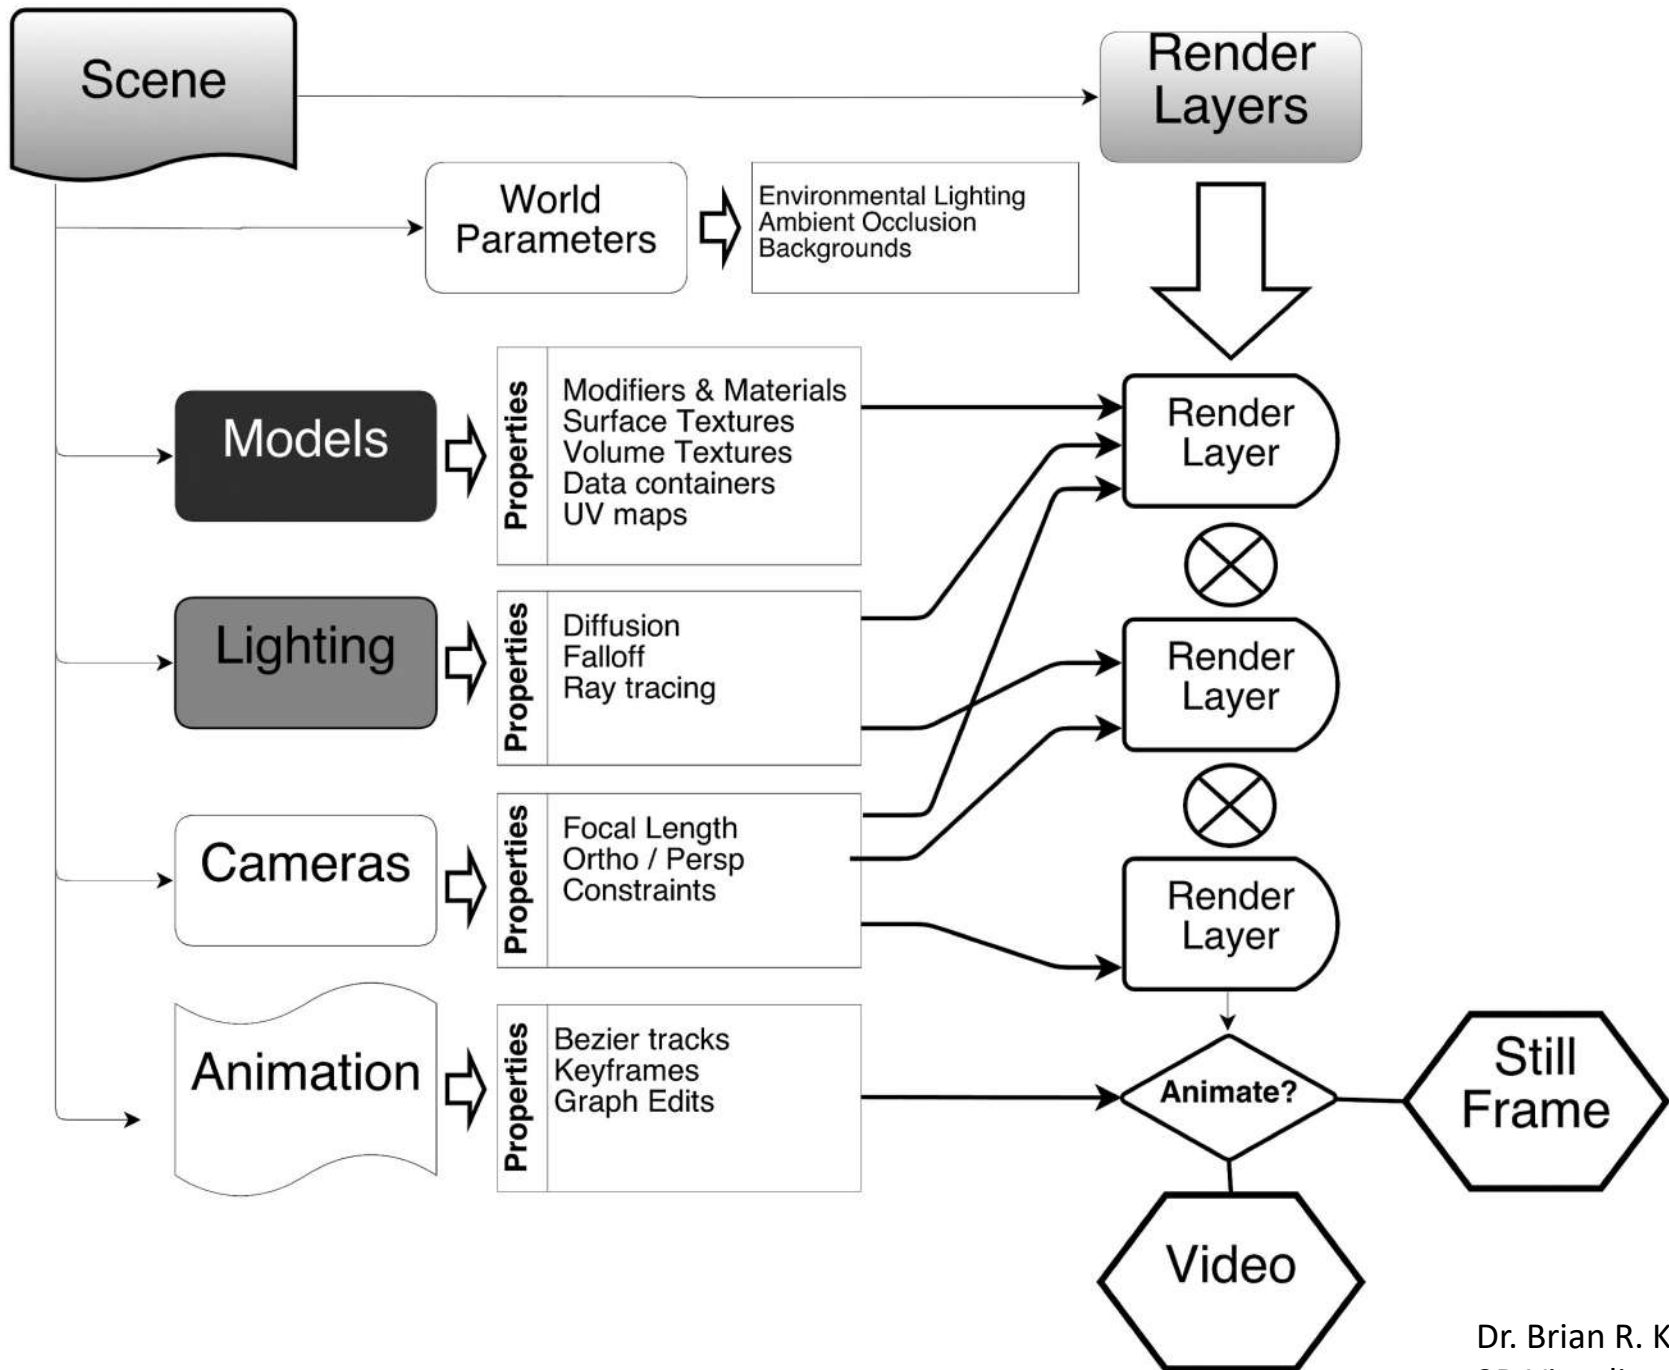 Scene
Render
Layers
World
Parameters
Environmental Lighting
Ambient Occlusion
Backgrounds
Models
Properties
Modifiers & Materials
Surface Textures
Volume Textures
Data containers
UV maps
Render
Layer
Lighting
Properties
Diffusion
Falloff
Ray tracing
Render
Layer
Cameras
Properties
Focal Length
Ortho / Persp
Constraints
Render
Layer
Animation
Properties
Bezier tracks
Keyframes
Graph Edits
Animate?
Still
Frame
Video
Dr. Brian R. K